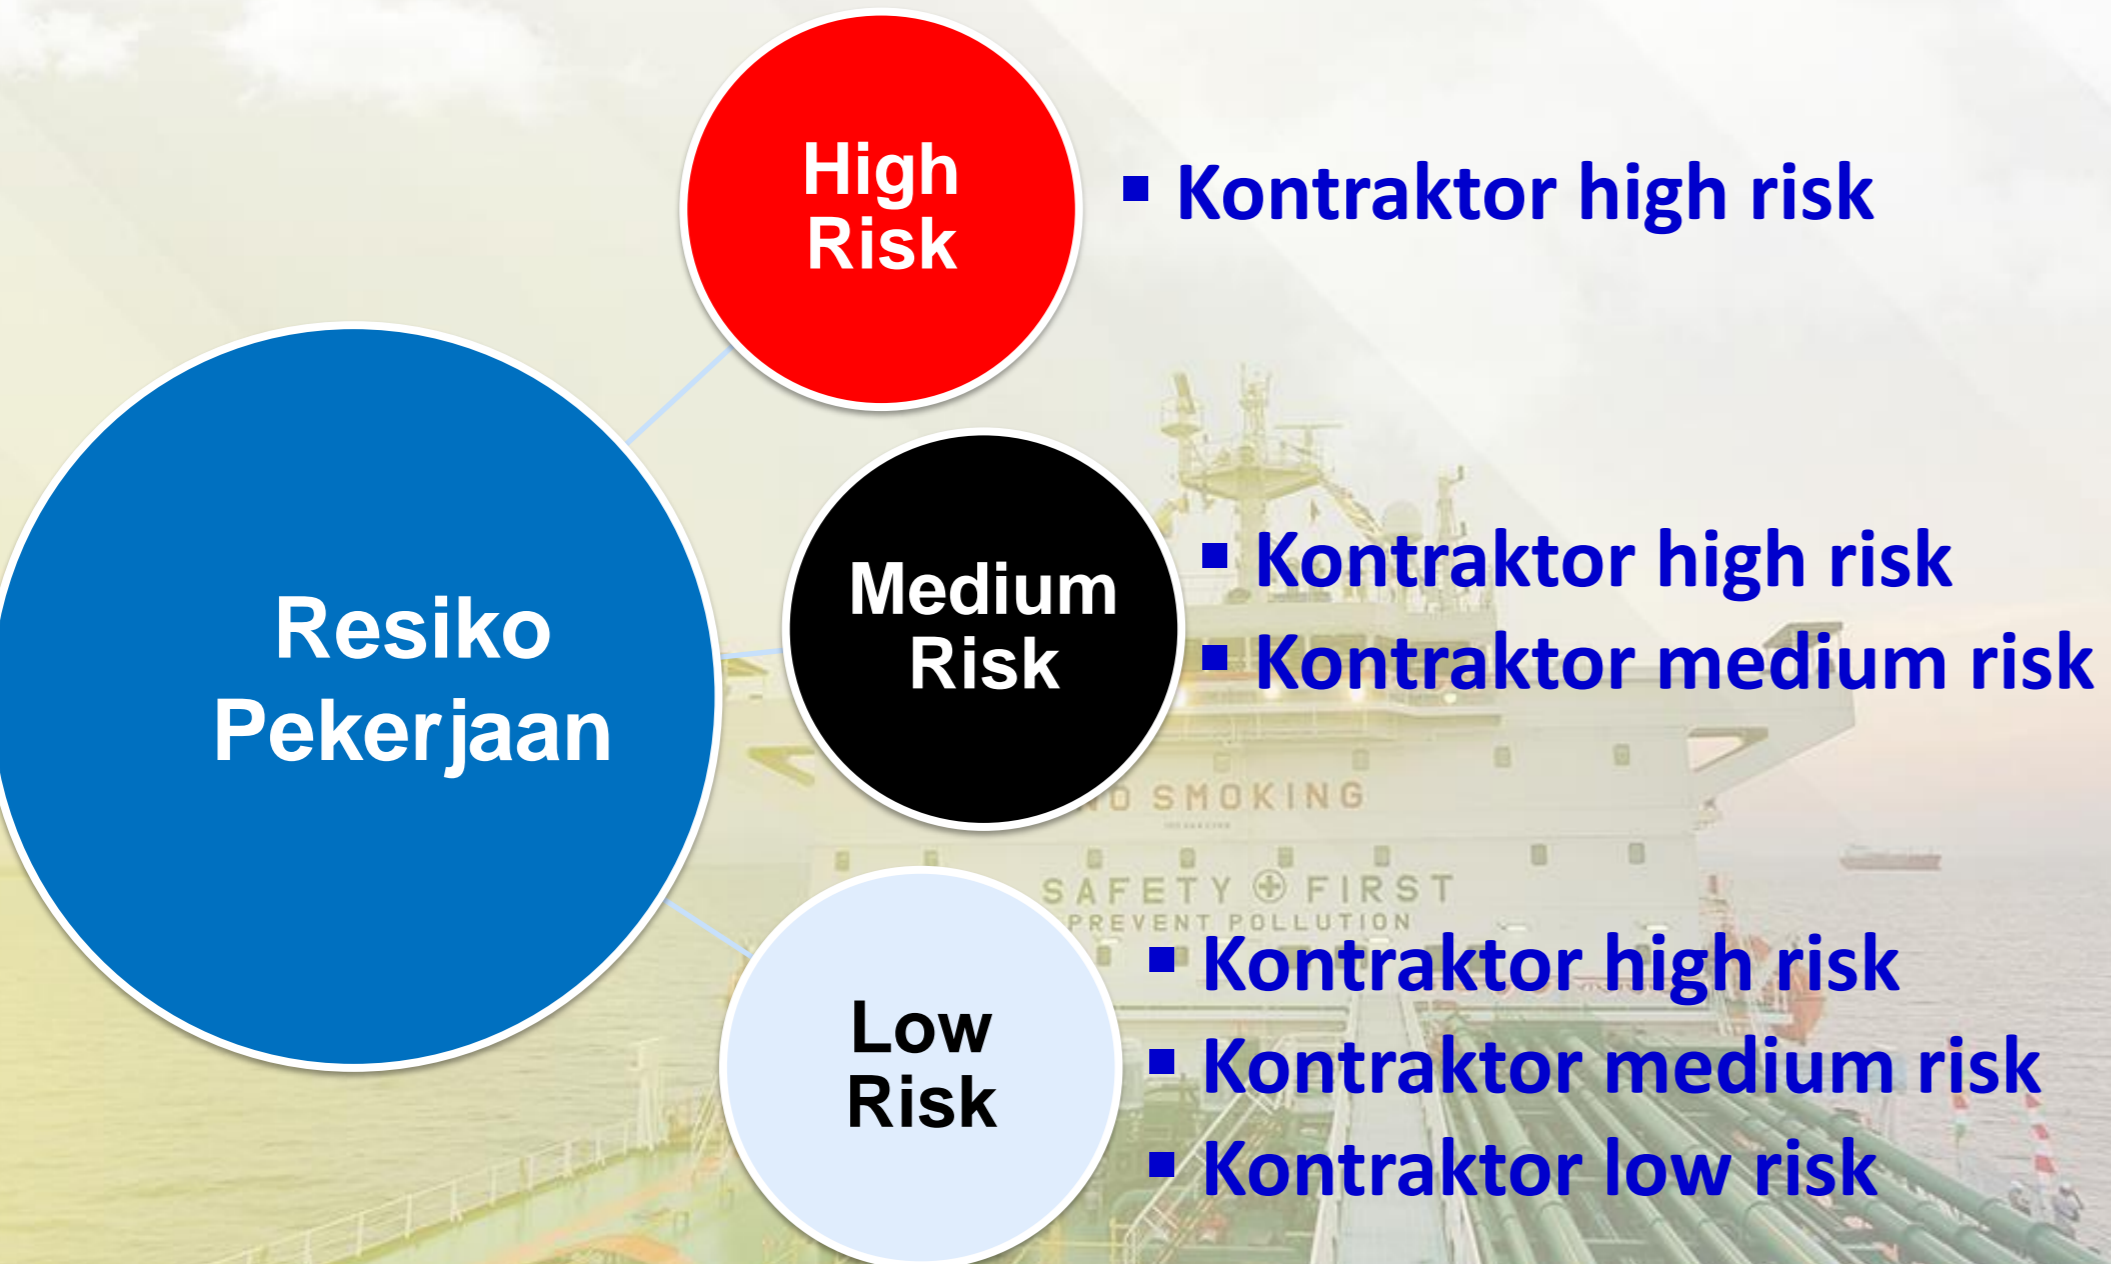 High
Risk
▪ Kontraktor high risk
Resiko
Pekerjaan
Medium
Risk
▪ Kontraktor high risk
▪ Kontraktor medium risk
NO SMOKING
SAFETY FIRST
PREVENT POLLUTION
Low
Risk
▪ Kontraktor high risk
▪ Kontraktor medium risk
▪ Kontraktor low risk